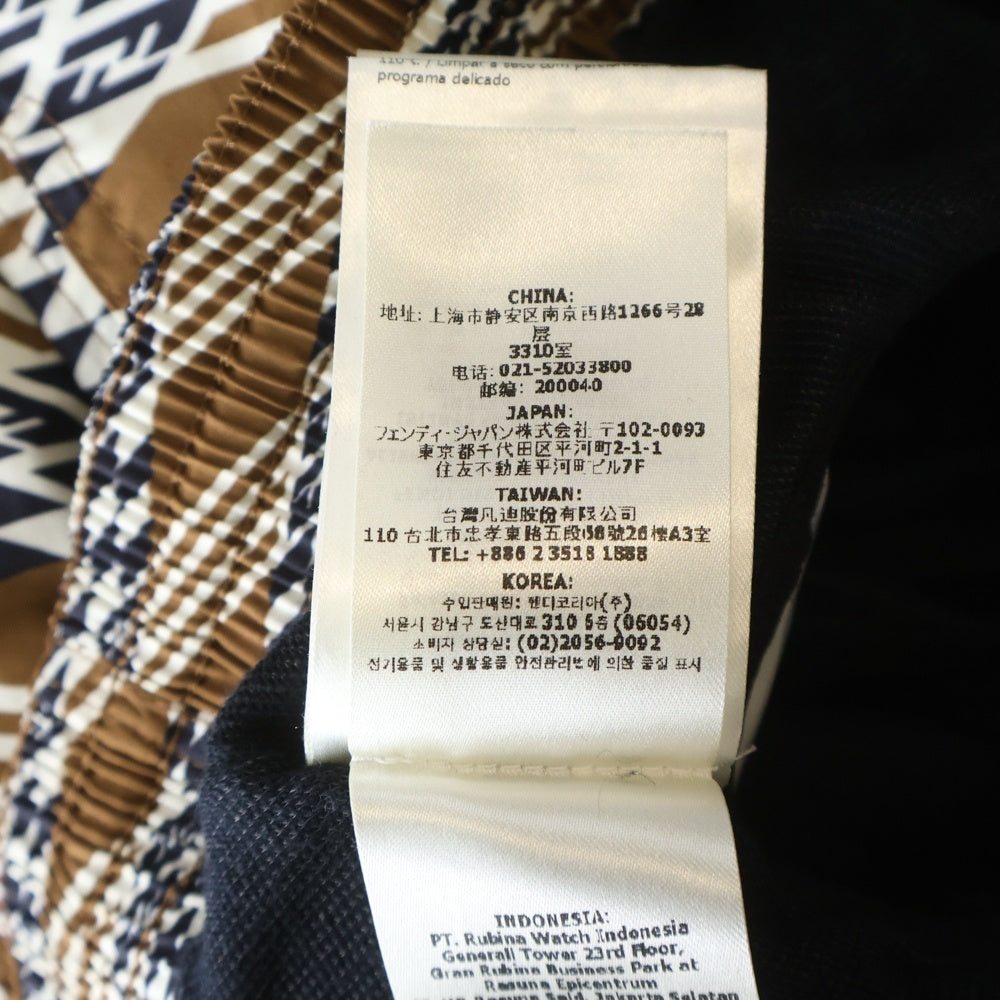 programa delicado
CHINA:
地址: 上海市静安区南京西路1266号28
层
3310室
电话: 021-52033800
邮编: 200040
JAPAN:
フェンディ・ジャパン株式会社 〒102-0093
東京都千代田区平河町2-1-1
住友不動産平河町ビル7F
TAIWAN:
台灣凡迪股份有限公司
110 台北市忠孝東路五段68號26樓A3室
TEL: +886 2 3518 1888
KOREA:
수입판매원: 펜디코리아(주)
서울시 강남구 도산대로 310 6층 (06054)
소비자 상담실: (02)2056-9092
전기용품 및 생활용품 안전관리법에 의한 품질 표시
INDONESIA:
PT. Rubina Watch Indonesia
Generali Tower 23rd Floor,
Gran Rubina Business Park at
Rasuna Epicentrum
Rasuna Said, Jakarta Selatan